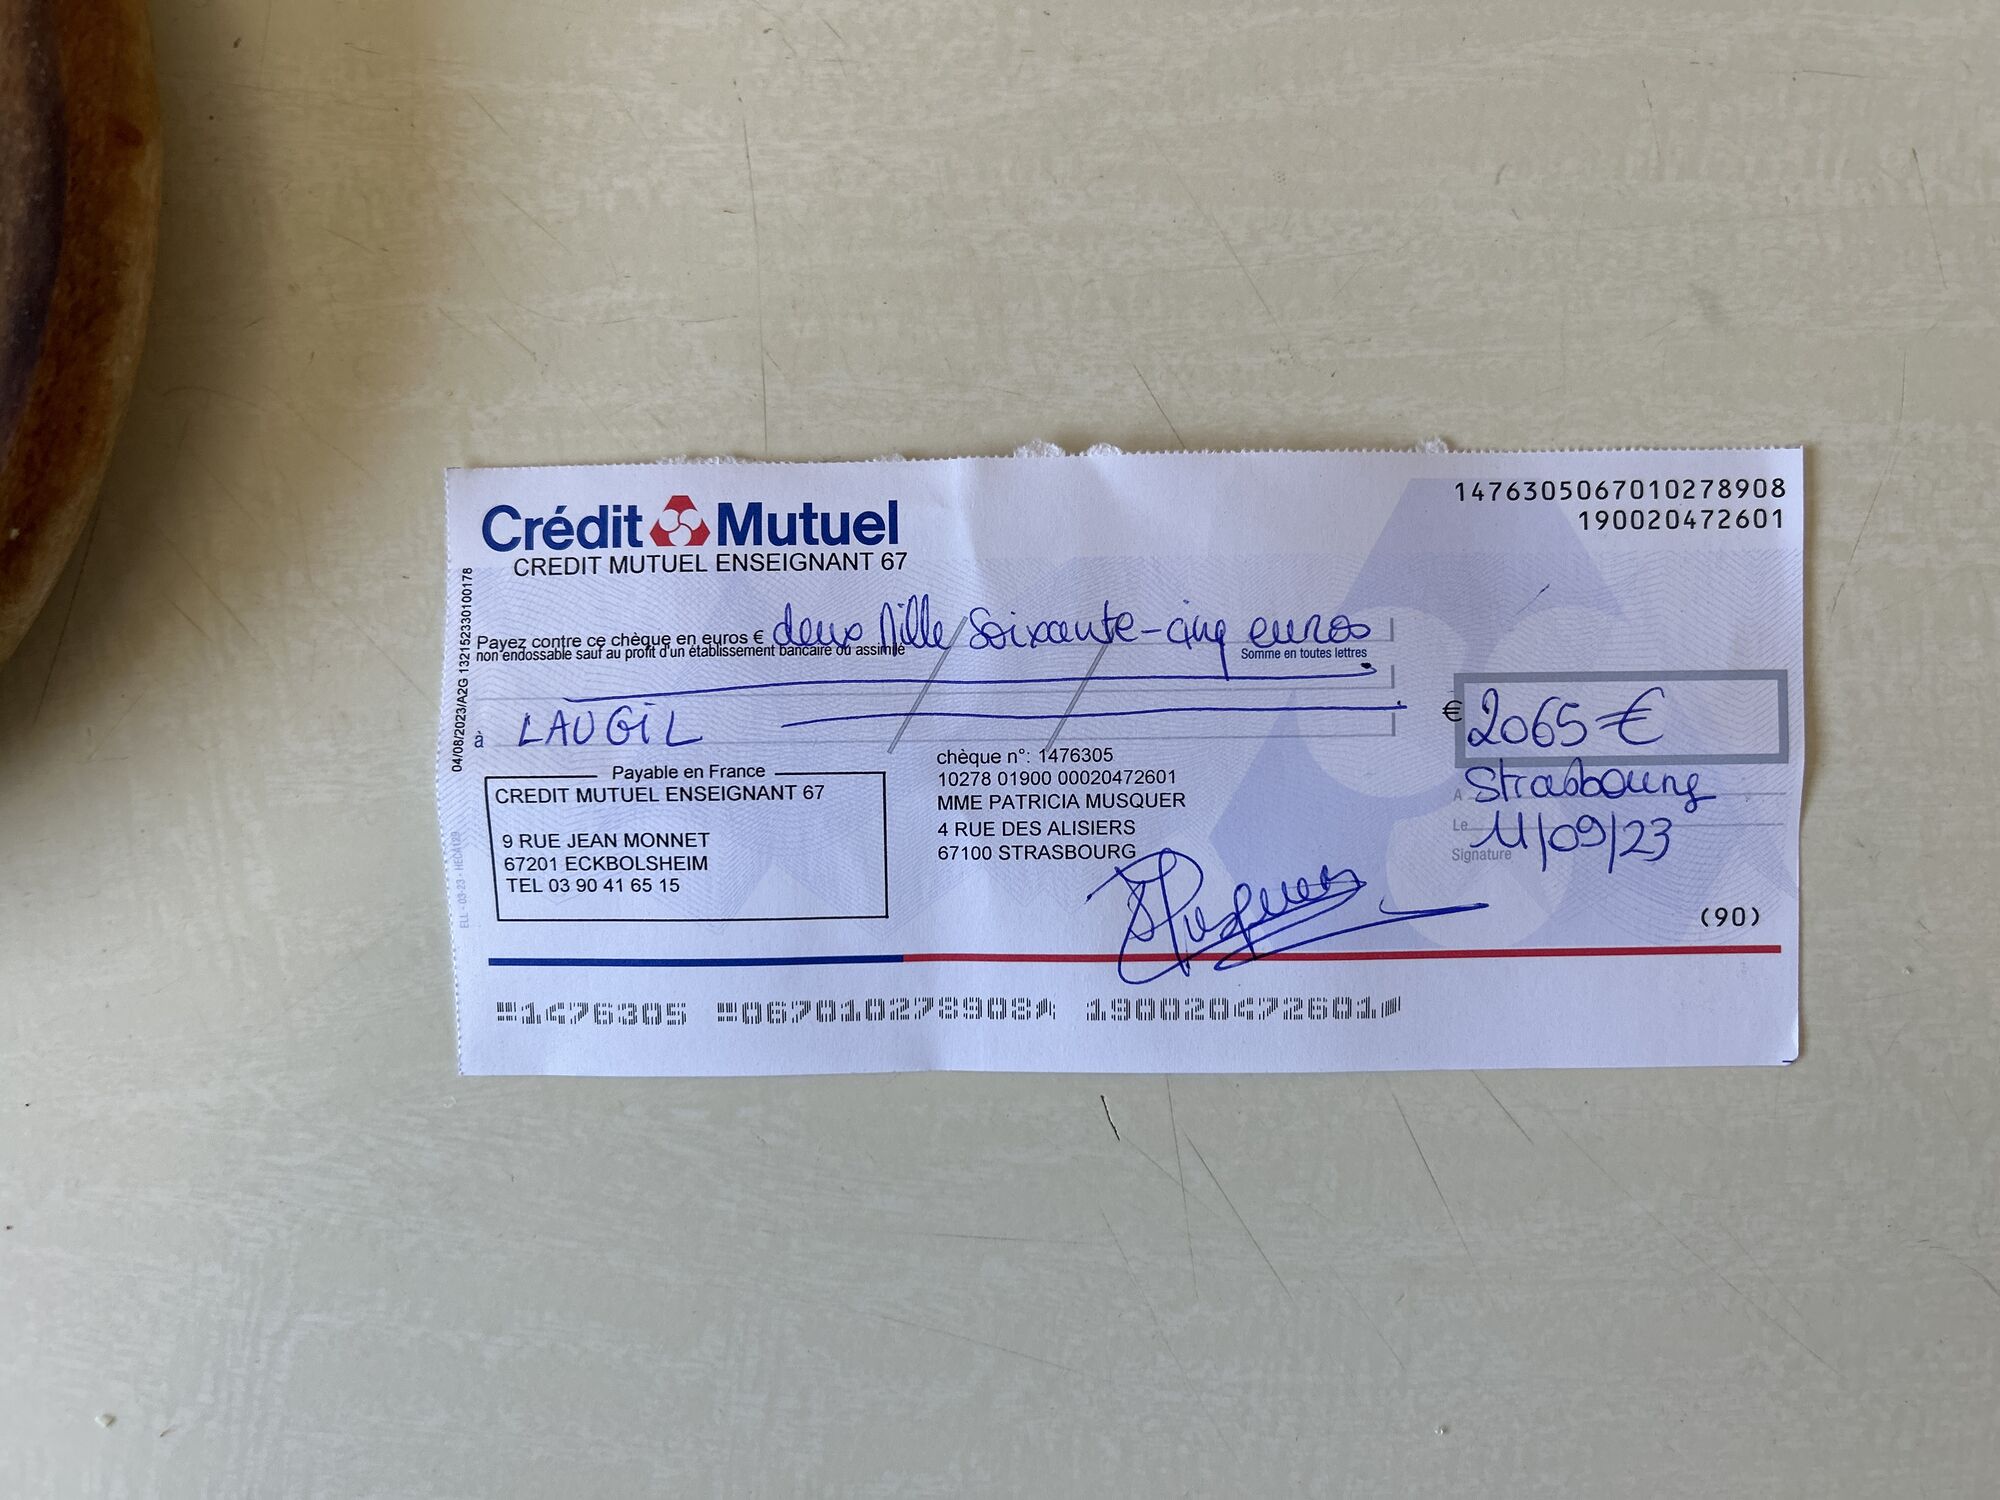 1476305067010278908
190020472601
Crédit Mutuel
CREDIT MUTUEL ENSEIGNANT 67
04/08/2023/A2G 1321523301​00178
Payez contre ce chèque en euros € deux Mille Soixante-cinq euros
non endossable sauf au profit d'un établissement bancaire ou assimilé
Somme en toutes lettres
à LAUGIL
€ 2065 €
A Strasbourg
Le 11/09/23
Signature
Payable en France
CREDIT MUTUEL ENSEIGNANT 67
9 RUE JEAN MONNET
67201 ECKBOLSHEIM
TEL 03 90 41 65 15
chèque n°: 1476305
10278 01900 00020472601
MME PATRICIA MUSQUER
4 RUE DES ALISIERS
67100 STRASBOURG
(90)
1476305 067010278908 190020472601